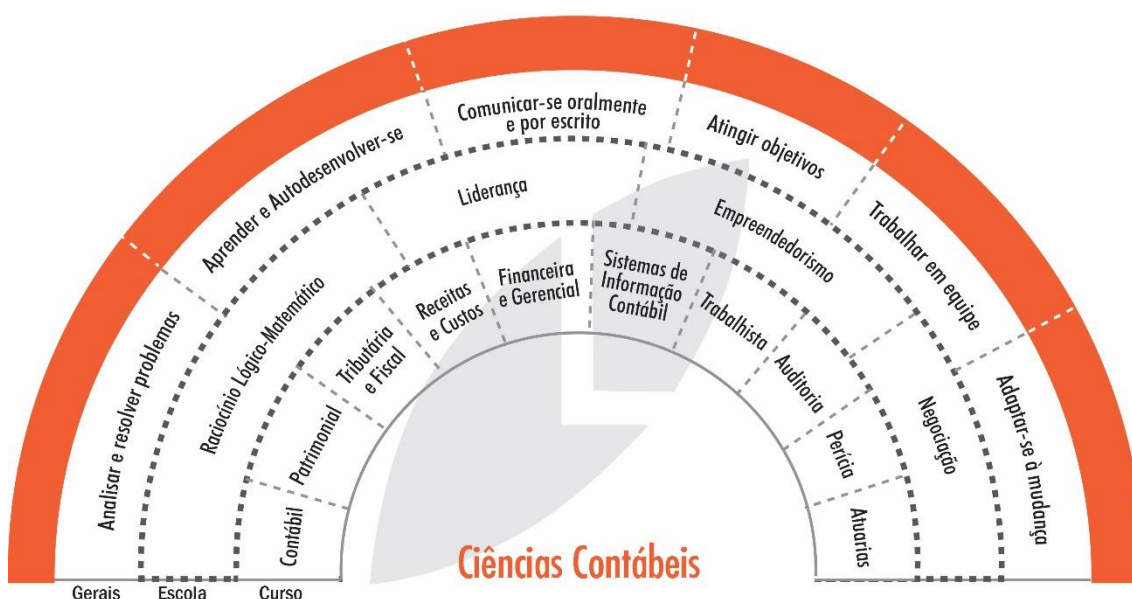 Analisar e resolver problemas
Aprender e Autodesenvolver-se
Comunicar-se oralmente
e por escrito
Atingir objetivos
Trabalhar em equipe
Adaptar-se à mudança
Raciocínio Lógico-Matemático
Liderança
Empreendedorismo
Negociação
Contábil
Patrimonial
Tributária
e Fiscal
Receitas
e Custos
Financeira
e Gerencial
Sistemas de
Informação
Contábil
Trabalhista
Auditoria
Perícia
Atuarias
Ciências Contábeis
Gerais
Escola
Curso